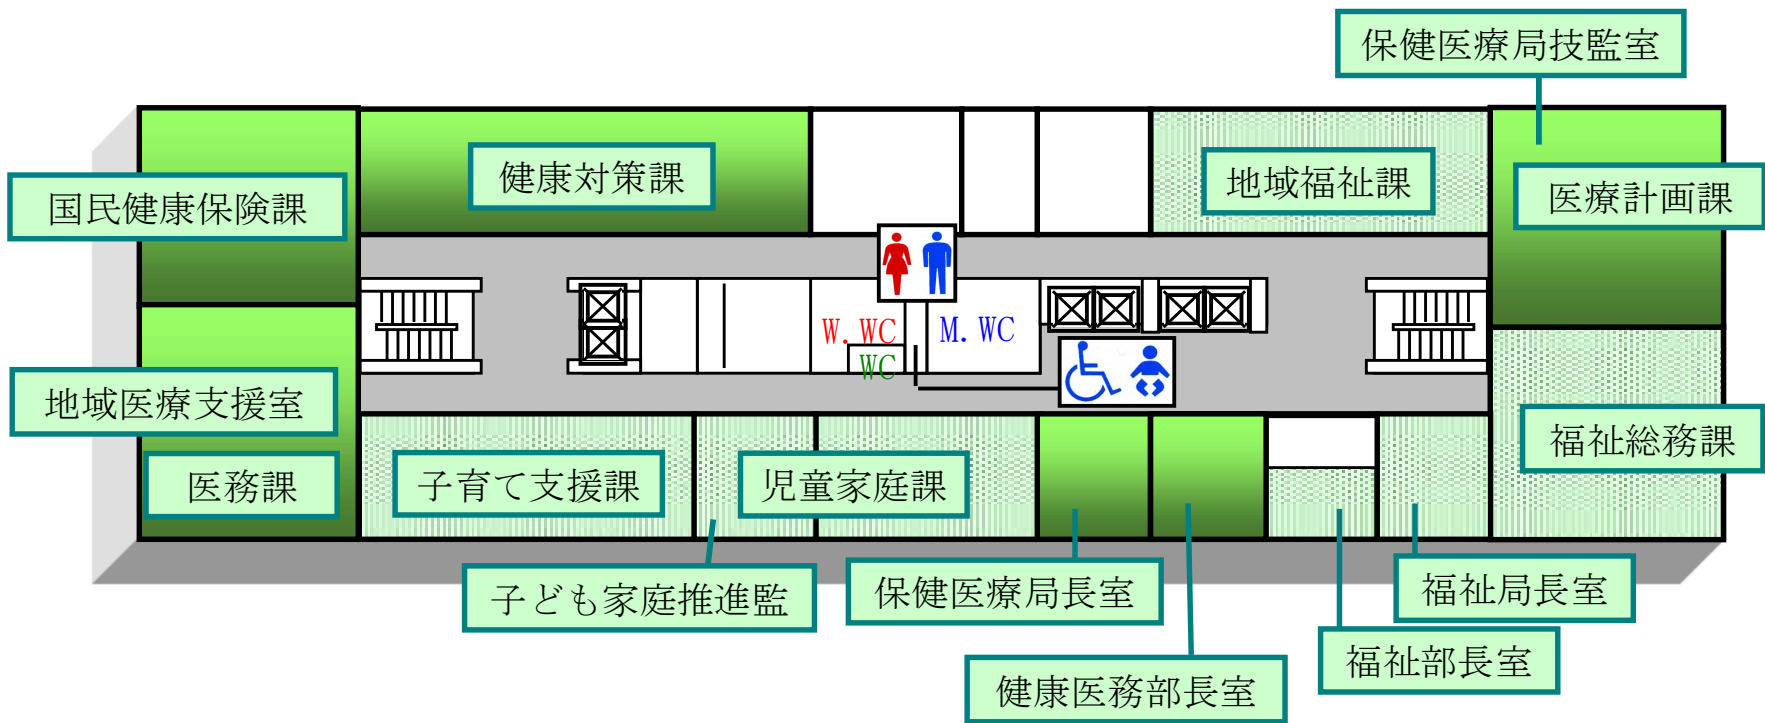 保健医療局技監室
健康対策課
地域福祉課
国民健康保険課
医療計画課
W.WC
M.WC
WC
地域医療支援室
福祉総務課
医務課
子育て支援課
児童家庭課
子ども家庭推進監
保健医療局長室
福祉局長室
福祉部長室
健康医務部長室